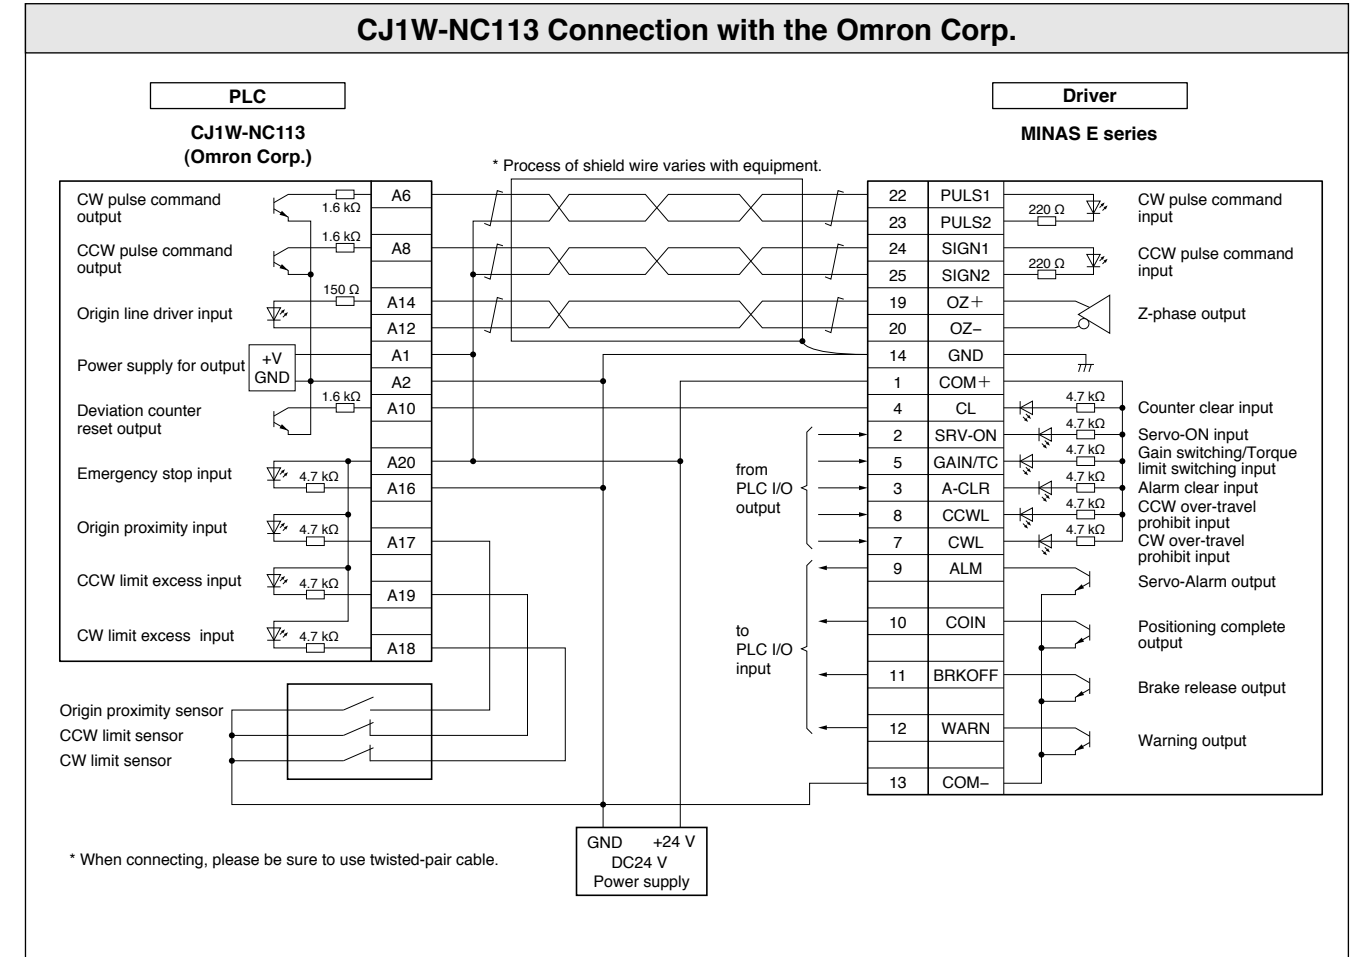 CJ1W-NC113 Connection with the Omron Corp.
PLC
Driver
CJ1W-NC113
(Omron Corp.)
MINAS E series
* Process of shield wire varies with equipment.
CW pulse command
output
1.6 kΩ
A6
CCW pulse command
output
1.6 kΩ
A8
Origin line driver input
150 Ω
A14
A12
Power supply for output
+V
GND
A1
A2
Deviation counter
reset output
1.6 kΩ
A10
Emergency stop input
4.7 kΩ
A20
A16
Origin proximity input
4.7 kΩ
A17
CCW limit excess input
4.7 kΩ
A19
CW limit excess input
4.7 kΩ
A18
Origin proximity sensor
CCW limit sensor
CW limit sensor
from
PLC I/O
output
to
PLC I/O
input
22 PULS1
23 PULS2
220 Ω
CW pulse command
input
24 SIGN1
25 SIGN2
220 Ω
CCW pulse command
input
19 OZ+
20 OZ−
Z-phase output
14 GND
1 COM+
4 CL
4.7 kΩ
Counter clear input
2 SRV-ON
4.7 kΩ
Servo-ON input
5 GAIN/TC
4.7 kΩ
Gain switching/Torque
limit switching input
3 A-CLR
4.7 kΩ
Alarm clear input
8 CCWL
4.7 kΩ
CCW over-travel
prohibit input
7 CWL
4.7 kΩ
CW over-travel
prohibit input
9 ALM
Servo-Alarm output
10 COIN
Positioning complete
output
11 BRKOFF
Brake release output
12 WARN
Warning output
13 COM−
GND +24 V
DC24 V
Power supply
* When connecting, please be sure to use twisted-pair cable.